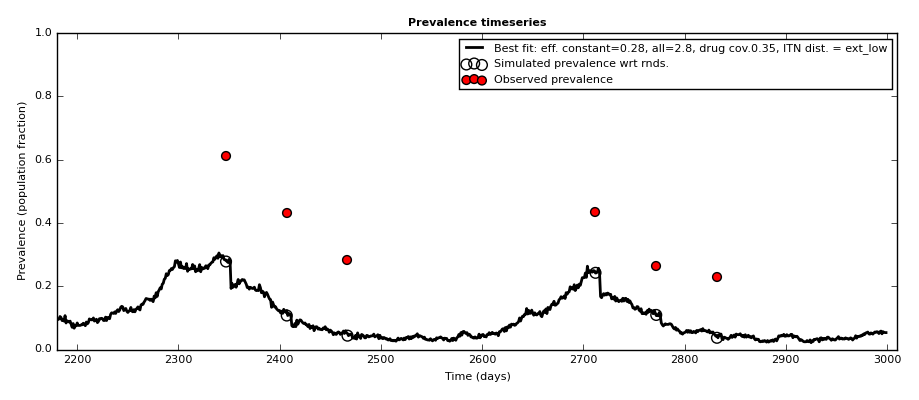 Prevalence timeseries
Best fit: eff. constant=0.28, all=2.8, drug cov.0.35, ITN dist. = ext_low
Simulated prevalence wrt rnds.
Observed prevalence
Prevalence (population fraction)
1.0
0.8
0.6
0.4
0.2
0.0
2200 2300 2400 2500 2600 2700 2800 2900 3000
Time (days)